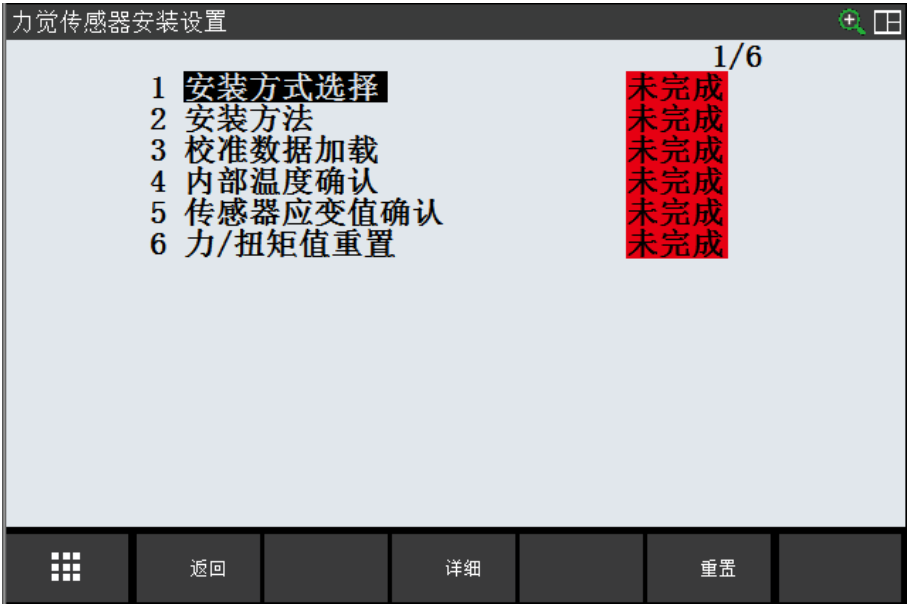 力觉传感器安装设置
1/6
1 安装方式选择 未完成
2 安装方法 未完成
3 校准数据加载 未完成
4 内部温度确认 未完成
5 传感器应变值确认 未完成
6 力/扭矩值重置 未完成
返回 详细 重置